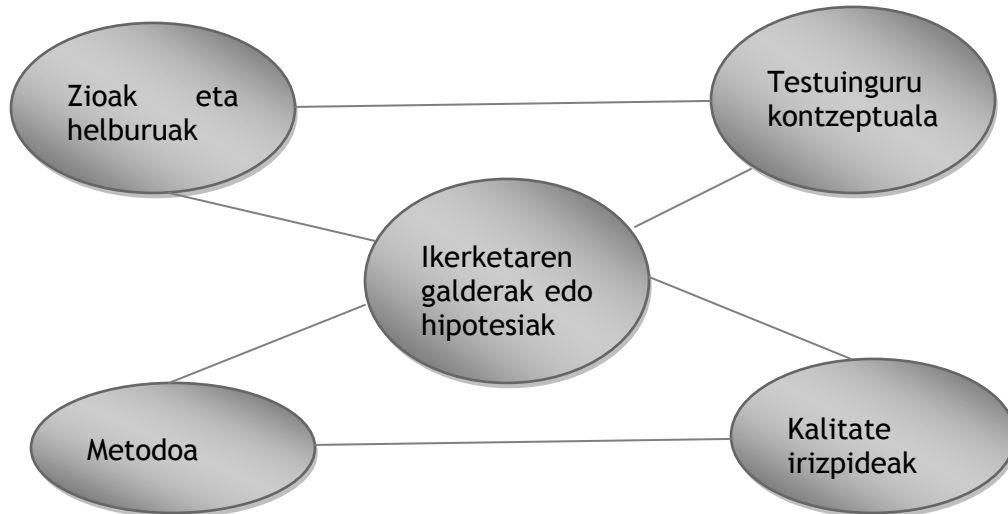 Zioak eta
helburuak
Testuinguru
kontzeptuala
Ikerketaren
galderak edo
hipotesiak
Metodoa
Kalitate
irizpideak